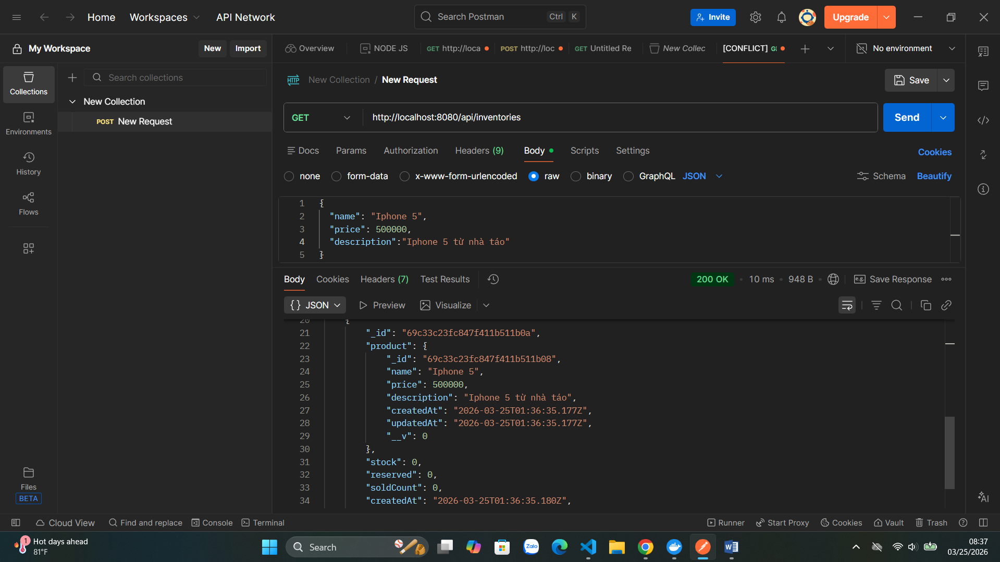 Home
Workspaces
API Network
Search Postman
Ctrl
K
Invite
Upgrade
My Workspace
New
Import
Overview
NODE JS
GET http://loca
POST http://loc
GET Untitled Re
New Collec
[CONFLICT] GI
No environment
Collections
Search collections
New Collection
POST New Request
Environments
History
Flows
Files
BETA
HTTP
New Collection / New Request
Save
GET
http://localhost:8080/api/inventories
Send
Docs
Params
Authorization
Headers (9)
Body
Scripts
Settings
Cookies
none
form-data
x-www-form-urlencoded
raw
binary
GraphQL
JSON
Schema
Beautify
1 {
2 "name": "Iphone 5",
3 "price": 500000,
4 "description":"Iphone 5 từ nhà táo"
5 }
Body
Cookies
Headers (7)
Test Results
200 OK
10 ms
948 B
e.g.
Save Response
{} JSON
Preview
Visualize
20 {
21 "_id": "69c33c23fc847f411b511b0a",
22 "product": {
23 "_id": "69c33c23fc847f411b511b08",
24 "name": "Iphone 5",
25 "price": 500000,
26 "description": "Iphone 5 từ nhà táo",
27 "createdAt": "2026-03-25T01:36:35.177Z",
28 "updatedAt": "2026-03-25T01:36:35.177Z",
29 "__v": 0
30 },
31 "stock": 0,
32 "reserved": 0,
33 "soldCount": 0,
34 "createdAt": "2026-03-25T01:36:35.180Z",
AI
Cloud View
Find and replace
Console
Terminal
Runner
Start Proxy
Cookies
Vault
Trash
1
Hot days ahead
81°F
Search
Zalo
W
08:37
03/25/2026